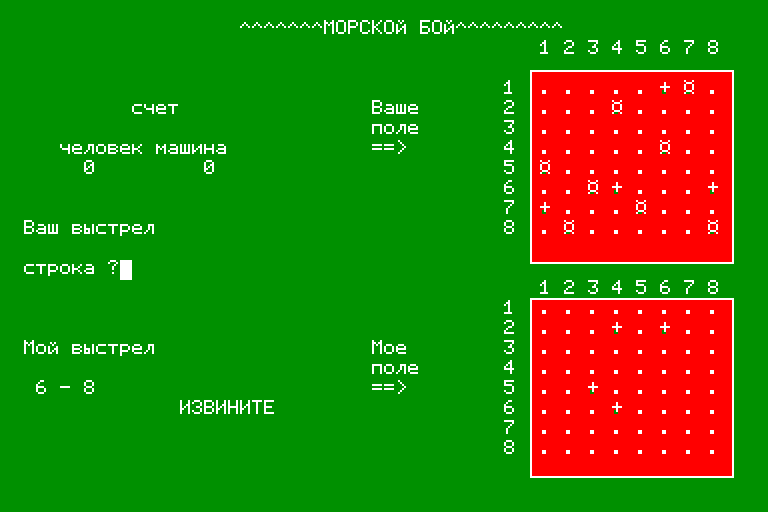 ^^^^^^^МОРСКОй БОй^^^^^^^^^
1 2 3 4 5 6 7 8
1 . . . . . + ¤ .
счет Ваше 2 . . . ¤ . . . .
поле 3 . . . . . . . .
человек машина ==> 4 . . . . . ¤ . .
0 0 5 ¤ . . . . . . .
6 . . ¤ + . . . +
7 + . . . ¤ . . .
Ваш выстрел 8 . ¤ . . . . . ¤
строка ?
1 2 3 4 5 6 7 8
1 . . . . . . . .
2 . . . + . + . .
Мой выстрел Мое 3 . . . . . . . .
поле 4 . . . . . . . .
6 - 8 ==> 5 . . + . . . . .
ИЗВИНИТЕ 6 . . . + . . . .
7 . . . . . . . .
8 . . . . . . . .